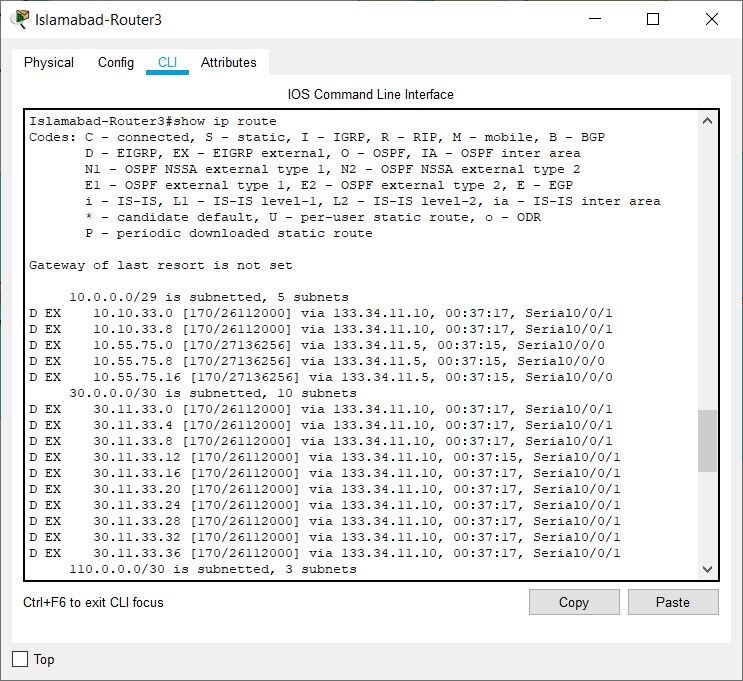 Islamabad-Router3
Physical Config CLI Attributes
IOS Command Line Interface
Islamabad-Router3#show ip route
Codes: C - connected, S - static, I - IGRP, R - RIP, M - mobile, B - BGP
D - EIGRP, EX - EIGRP external, O - OSPF, IA - OSPF inter area
N1 - OSPF NSSA external type 1, N2 - OSPF NSSA external type 2
E1 - OSPF external type 1, E2 - OSPF external type 2, E - EGP
i - IS-IS, L1 - IS-IS level-1, L2 - IS-IS level-2, ia - IS-IS inter area
* - candidate default, U - per-user static route, o - ODR
P - periodic downloaded static route
Gateway of last resort is not set
10.0.0.0/29 is subnetted, 5 subnets
D EX 10.10.33.0 [170/26112000] via 133.34.11.10, 00:37:17, Serial0/0/1
D EX 10.10.33.8 [170/26112000] via 133.34.11.10, 00:37:17, Serial0/0/1
D EX 10.55.75.0 [170/27136256] via 133.34.11.5, 00:37:15, Serial0/0/0
D EX 10.55.75.8 [170/27136256] via 133.34.11.5, 00:37:15, Serial0/0/0
D EX 10.55.75.16 [170/27136256] via 133.34.11.5, 00:37:15, Serial0/0/0
30.0.0.0/30 is subnetted, 10 subnets
D EX 30.11.33.0 [170/26112000] via 133.34.11.10, 00:37:17, Serial0/0/1
D EX 30.11.33.4 [170/26112000] via 133.34.11.10, 00:37:17, Serial0/0/1
D EX 30.11.33.8 [170/26112000] via 133.34.11.10, 00:37:17, Serial0/0/1
D EX 30.11.33.12 [170/26112000] via 133.34.11.10, 00:37:15, Serial0/0/1
D EX 30.11.33.16 [170/26112000] via 133.34.11.10, 00:37:17, Serial0/0/1
D EX 30.11.33.20 [170/26112000] via 133.34.11.10, 00:37:17, Serial0/0/1
D EX 30.11.33.24 [170/26112000] via 133.34.11.10, 00:37:17, Serial0/0/1
D EX 30.11.33.28 [170/26112000] via 133.34.11.10, 00:37:17, Serial0/0/1
D EX 30.11.33.32 [170/26112000] via 133.34.11.10, 00:37:17, Serial0/0/1
D EX 30.11.33.36 [170/26112000] via 133.34.11.10, 00:37:17, Serial0/0/1
110.0.0.0/30 is subnetted, 3 subnets
Ctrl+F6 to exit CLI focus
Copy Paste
Top